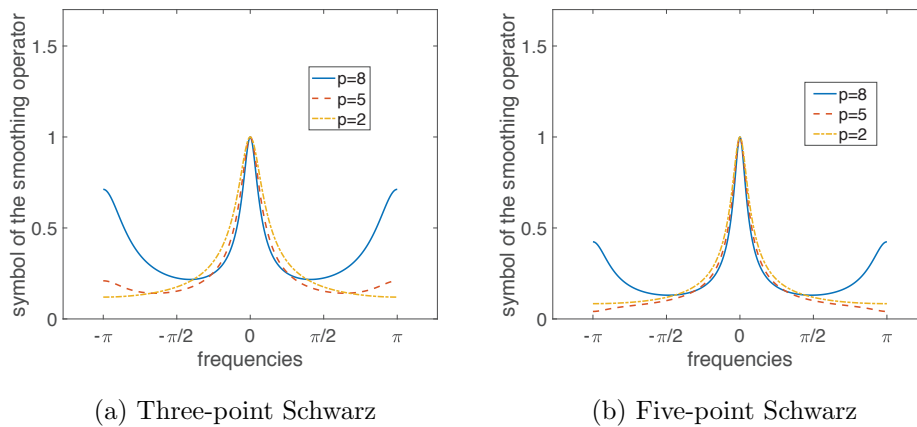 symbol of the smoothing operator
1.5
1
0.5
0
p=8
p=5
p=2
-π
-π/2
0
π/2
π
frequencies
(a) Three-point Schwarz
symbol of the smoothing operator
1.5
1
0.5
0
p=8
p=5
p=2
-π
-π/2
0
π/2
π
frequencies
(b) Five-point Schwarz